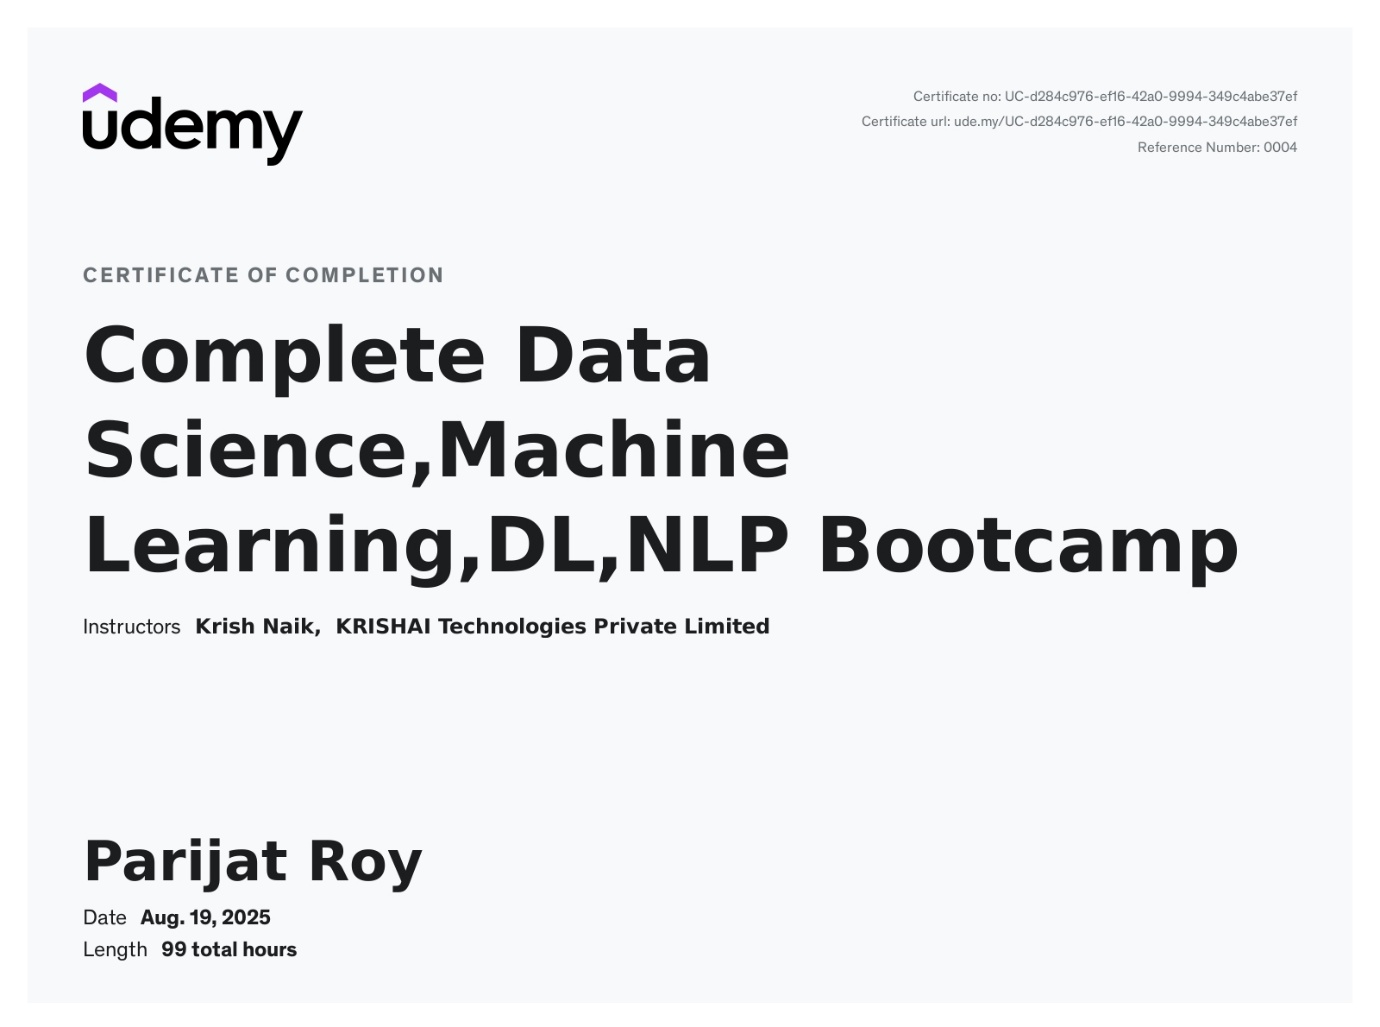 udemy
Certificate no: UC-d284c976-ef16-42a0-9994-349c4abe37ef
Certificate url: ude.my/UC-d284c976-ef16-42a0-9994-349c4abe37ef
Reference Number: 0004
CERTIFICATE OF COMPLETION
Complete Data
Science,Machine
Learning,DL,NLP Bootcamp
Instructors Krish Naik, KRISHAI Technologies Private Limited
Parijat Roy
Date Aug. 19, 2025
Length 99 total hours